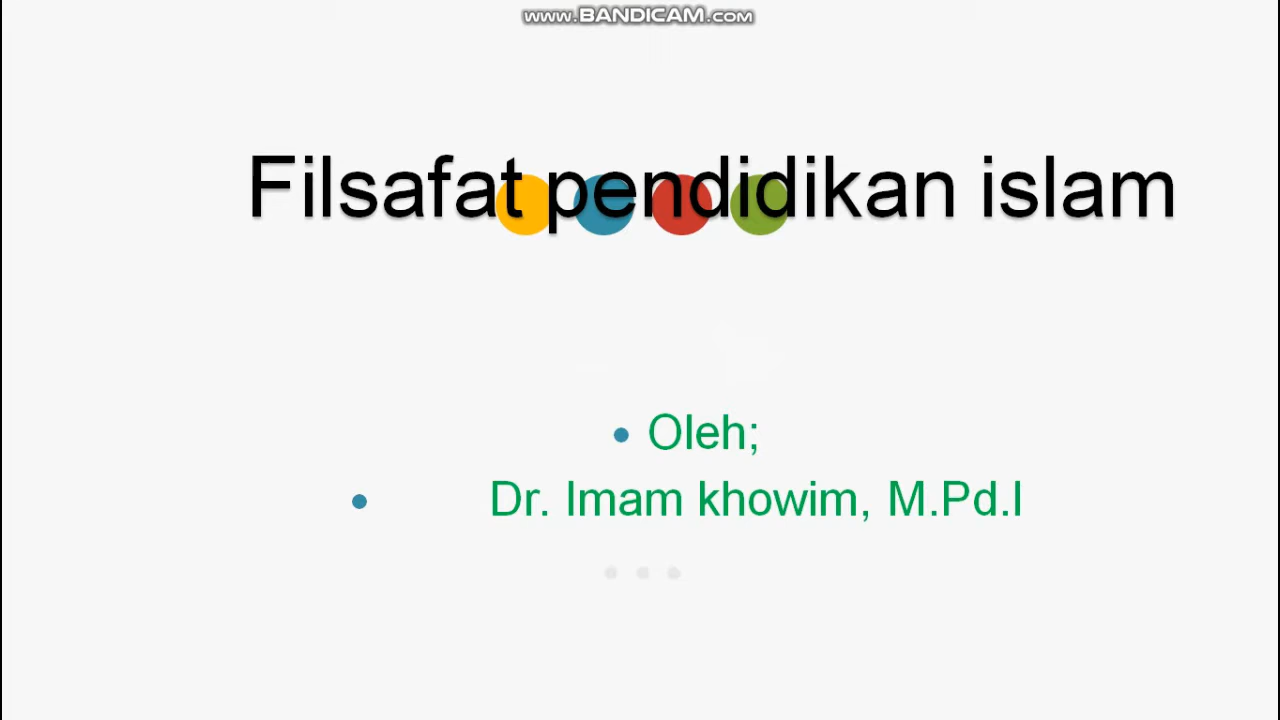 www.BANDICAM.com
Filsafat pendidikan islam
• Oleh;
• Dr. Imam khowim, M.Pd.I